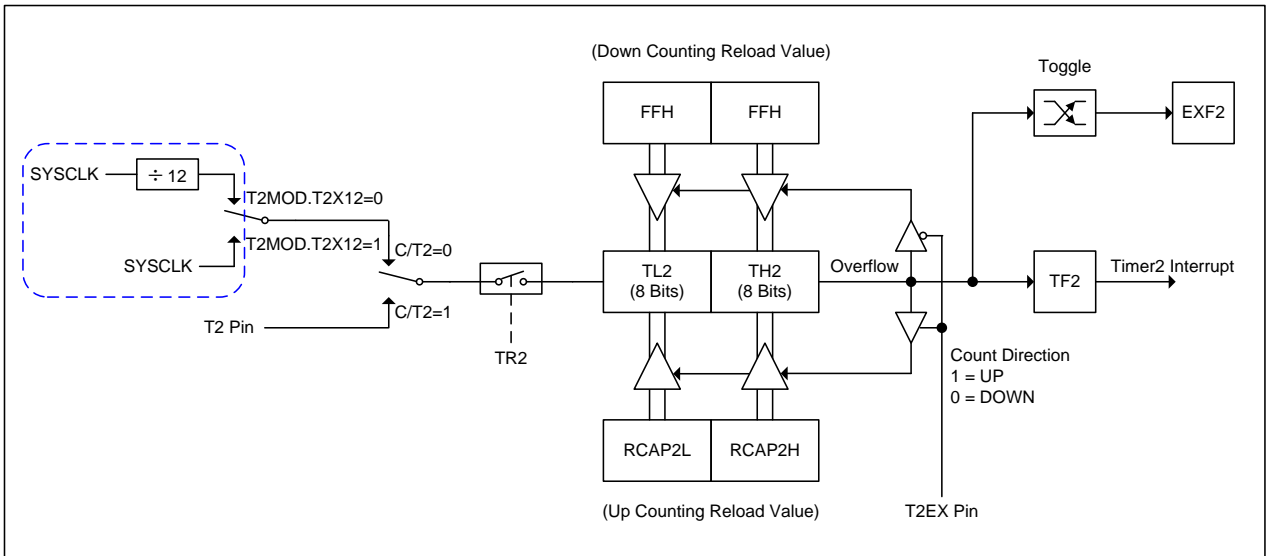 (Down Counting Reload Value)
Toggle
FFH
FFH
EXF2
SYSCLK
÷ 12
T2MOD.T2X12=0
T2MOD.T2X12=1
SYSCLK
C/T2=0
C/T2=1
T2 Pin
TR2
TL2
(8 Bits)
TH2
(8 Bits)
Overflow
TF2
Timer2 Interrupt
Count Direction
1 = UP
0 = DOWN
RCAP2L
RCAP2H
(Up Counting Reload Value)
T2EX Pin